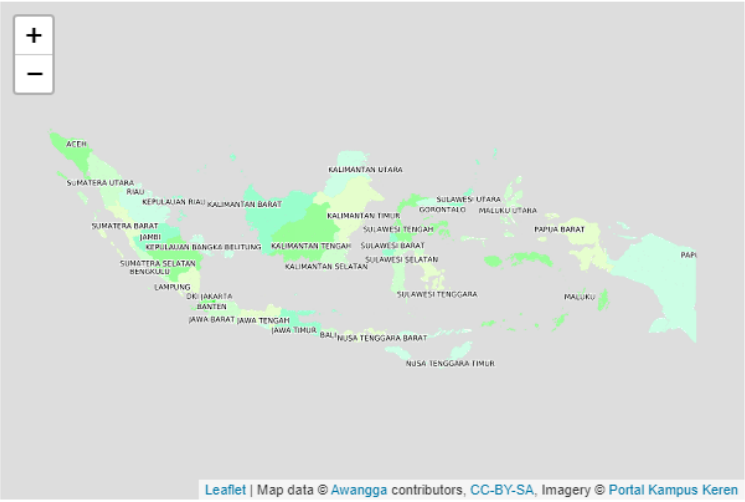 +
−
ACEH
KALIMANTAN UTARA
SUMATERA UTARA
RIAU
KEPULAUAN RIAU
KALIMANTAN BARAT
SULAWESI UTARA
GORONTALO
MALUKU UTARA
KALIMANTAN TIMUR
SUMATERA BARAT
SULAWESI TENGAH
PAPUA BARAT
JAMBI
KEPULAUAN BANGKA BELITUNG
KALIMANTAN TENGAH
SULAWESI BARAT
PAPU
SUMATERA SELATAN
SULAWESI SELATAN
BENGKULU
KALIMANTAN SELATAN
LAMPUNG
DKI JAKARTA
SULAWESI TENGGARA
MALUKU
BANTEN
JAWA BARAT
JAWA TENGAH
JAWA TIMUR
BALI
NUSA TENGGARA BARAT
NUSA TENGGARA TIMUR
Leaflet | Map data © Awangga contributors, CC-BY-SA, Imagery © Portal Kampus Keren